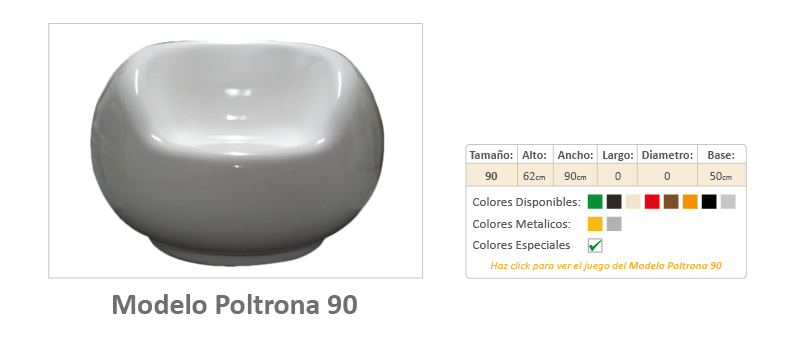 Modelo Poltrona 90
Tamaño: Alto: Ancho: Largo: Diametro: Base:
90 62cm 90cm 0 0 50cm
Colores Disponibles:
Colores Metalicos:
Colores Especiales
Haz click para ver el juego del Modelo Poltrona 90